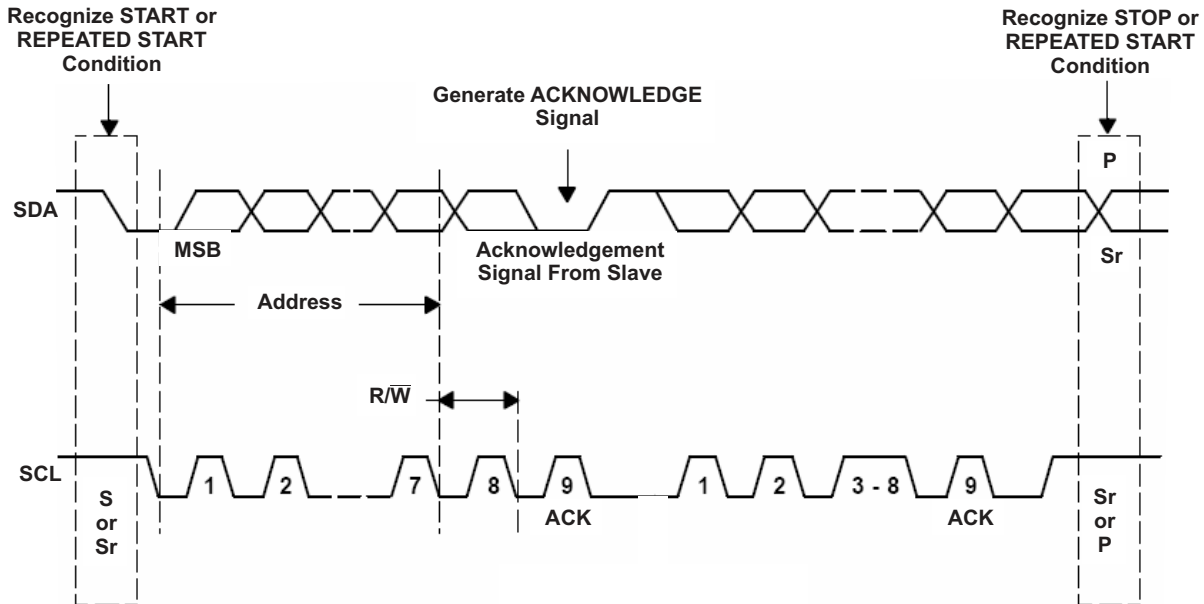 Recognize START or
REPEATED START
Condition
Recognize STOP or
REPEATED START
Condition
Generate ACKNOWLEDGE
Signal
P
SDA
MSB
Acknowledgement
Signal From Slave
Sr
Address
R/W̅
SCL
1
2
7
8
9
1
2
3 - 8
9
S
or
Sr
ACK
ACK
Sr
or
P